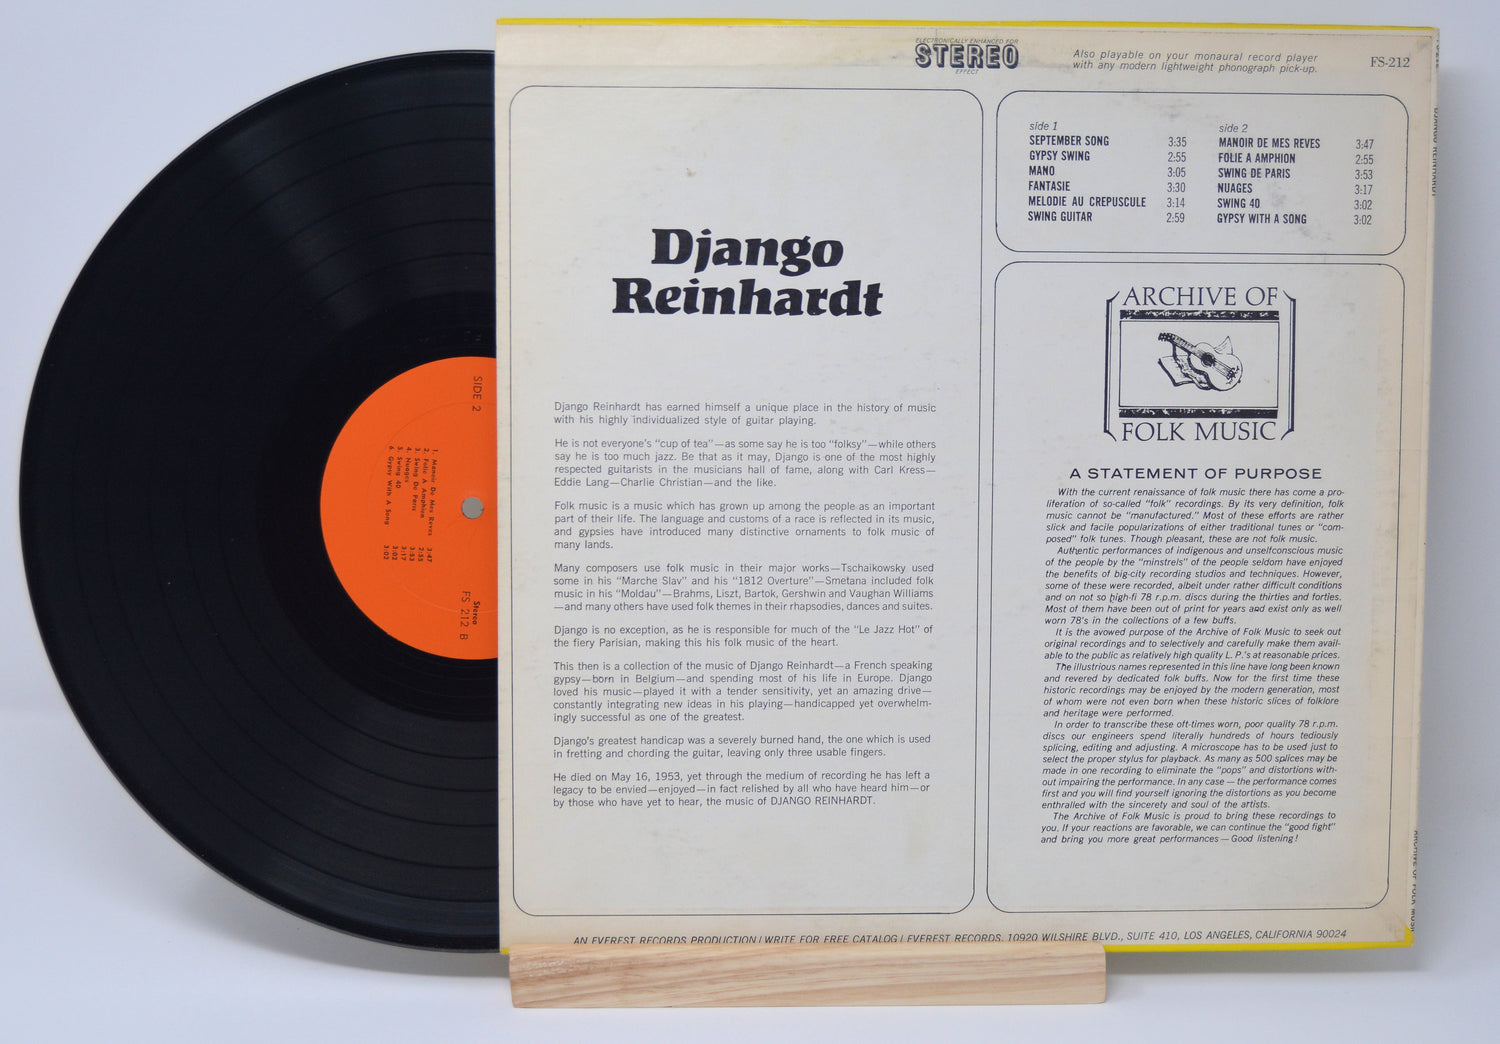 ELECTRONICALLY ENHANCED FOR
STEREO
EFFECT
Also playable on your monaural record player
with any modern lightweight phonograph pick-up.
FS-212
Django
Reinhardt
Django Reinhardt has earned himself a unique place in the history of music
with his highly individualized style of guitar playing.
He is not everyone's "cup of tea"—as some say he is too "folksy"—while others
say he is too much jazz. Be that as it may, Django is one of the most highly
respected guitarists in the musicians hall of fame, along with Carl Kress—
Eddie Lang—Charlie Christian—and the like.
Folk music is a music which has grown up among the people as an important
part of their life. The language and customs of a race is reflected in its music,
and gypsies have introduced many distinctive ornaments to folk music of
many lands.
Many composers use folk music in their major works—Tschaikowsky used
some in his "Marche Slav" and his "1812 Overture"—Smetana included folk
music in his "Moldau"—Brahms, Liszt, Bartok, Gershwin and Vaughan Williams
—and many others have used folk themes in their rhapsodies, dances and suites.
Django is no exception, as he is responsible for much of the "Le Jazz Hot" of
the fiery Parisian, making this his folk music of the heart.
This then is a collection of the music of Django Reinhardt—a French speaking
gypsy—born in Belgium—and spending most of his life in Europe. Django
loved his music—played it with a tender sensitivity, yet an amazing drive—
constantly integrating new ideas in his playing—handicapped yet overwhelm-
ingly successful as one of the greatest.
Django's greatest handicap was a severely burned hand, the one which is used
in fretting and chording the guitar, leaving only three usable fingers.
He died on May 16, 1953, yet through the medium of recording he has left a
legacy to be envied—enjoyed—in fact relished by all who have heard him—or
by those who have yet to hear, the music of DJANGO REINHARDT.
side 1
SEPTEMBER SONG 3:35
GYPSY SWING 2:55
MANO 3:05
FANTASIE 3:30
MELODIE AU CREPUSCULE 3:14
SWING GUITAR 2:59
side 2
MANOIR DE MES REVES 3:47
FOLIE A AMPHION 2:55
SWING DE PARIS 3:53
NUAGES 3:17
SWING 40 3:02
GYPSY WITH A SONG 3:02
ARCHIVE OF
FOLK MUSIC
A STATEMENT OF PURPOSE
With the current renaissance of folk music there has come a pro-
liferation of so-called "folk" recordings. By its very definition, folk
music cannot be "manufactured." Most of these efforts are rather
slick and facile popularizations of either traditional tunes or "com-
posed" folk tunes. Though pleasant, these are not folk music.
Authentic performances of indigenous and unselfconscious music
of the people by the "minstrels" of the people seldom have enjoyed
the benefits of big-city recording studios and techniques. However,
some of these were recorded, albeit under rather difficult conditions
and on not so high-fi 78 r.p.m. discs during the thirties and forties.
Most of them have been out of print for years and exist only as well
worn 78's in the collections of a few buffs.
It is the avowed purpose of the Archive of Folk Music to seek out
original recordings and to selectively and carefully make them avail-
able to the public as relatively high quality L. P.'s at reasonable prices.
The illustrious names represented in this line have long been known
and revered by dedicated folk buffs. Now for the first time these
historic recordings may be enjoyed by the modern generation, most
of whom were not even born when these historic slices of folklore
and heritage were performed.
In order to transcribe these oft-times worn, poor quality 78 r.p.m.
discs our engineers spend literally hundreds of hours tediously
splicing, editing and adjusting. A microscope has to be used just to
select the proper stylus for playback. As many as 500 splices may be
made in one recording to eliminate the "pops" and distortions with-
out impairing the performance. In any case — the performance comes
first and you will find yourself ignoring the distortions as you become
enthralled with the sincerety and soul of the artists.
The Archive of Folk Music is proud to bring these recordings to
you. If your reactions are favorable, we can continue the "good fight"
and bring you more great performances — Good listening!
AN EVEREST RECORDS PRODUCTION / WRITE FOR FREE CATALOG / EVEREST RECORDS, 10920 WILSHIRE BLVD., SUITE 410, LOS ANGELES, CALIFORNIA 90024
SIDE 2
1. Manoir De Mes Reves 3:47
2. Folie A Amphion 2:55
3. Swing De Paris 3:53
4. Nuages 3:17
5. Swing 40 3:02
6. Gypsy With A Song 3:02
Stereo
FS 212 B
DJANGO REINHARDT
ARCHIVE OF FOLK MUSIC